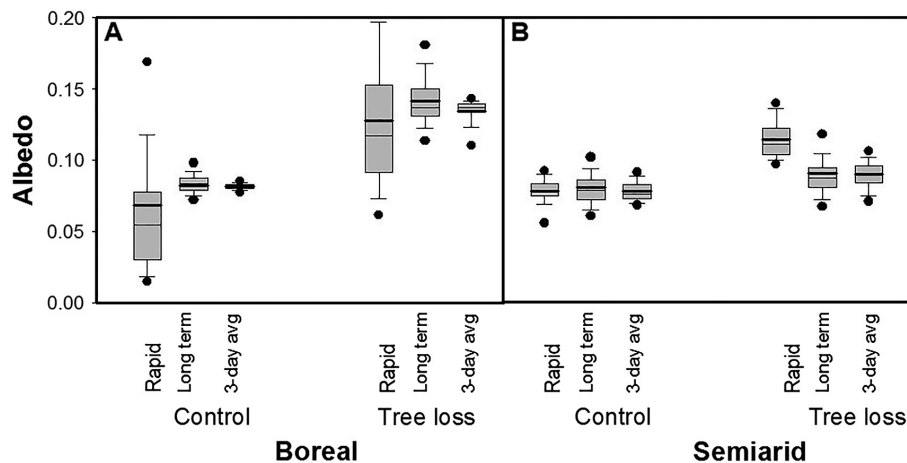 A
B
Albedo
0.20
0.15
0.10
0.05
0.00
Rapid
Long term
3-day avg
Rapid
Long term
3-day avg
Rapid
Long term
3-day avg
Rapid
Long term
3-day avg
Control
Tree loss
Control
Tree loss
Boreal
Semiarid